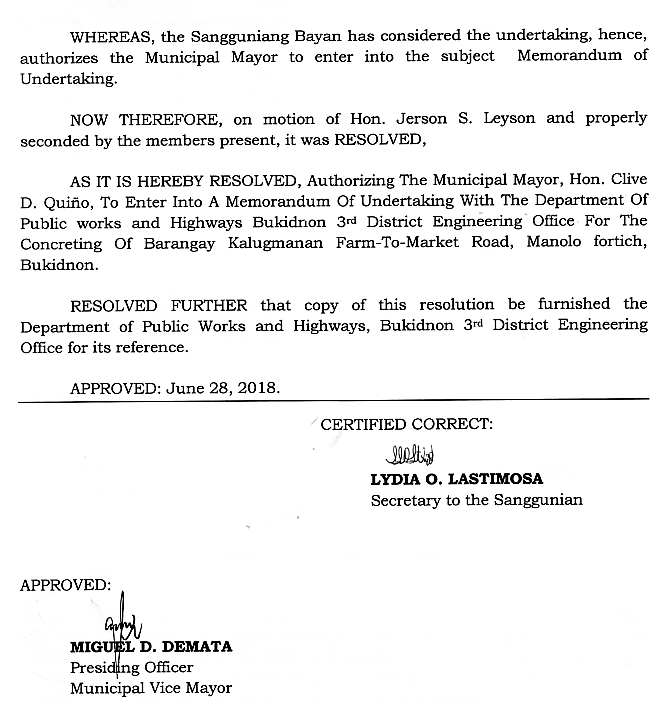 WHEREAS, the Sangguniang Bayan has considered the undertaking, hence,
authorizes the Municipal Mayor to enter into the subject Memorandum of
Undertaking.
NOW THEREFORE, on motion of Hon. Jerson S. Leyson and properly
seconded by the members present, it was RESOLVED,
AS IT IS HEREBY RESOLVED, Authorizing The Municipal Mayor, Hon. Clive
D. Quiño, To Enter Into A Memorandum Of Undertaking With The Department Of
Public works and Highways Bukidnon 3rd District Engineering Office For The
Concreting Of Barangay Kalugmanan Farm-To-Market Road, Manolo fortich,
Bukidnon.
RESOLVED FURTHER that copy of this resolution be furnished the
Department of Public Works and Highways, Bukidnon 3rd District Engineering
Office for its reference.
APPROVED: June 28, 2018.
CERTIFIED CORRECT:
LYDIA O. LASTIMOSA
Secretary to the Sanggunian
APPROVED:
MIGUEL D. DEMATA
Presiding Officer
Municipal Vice Mayor